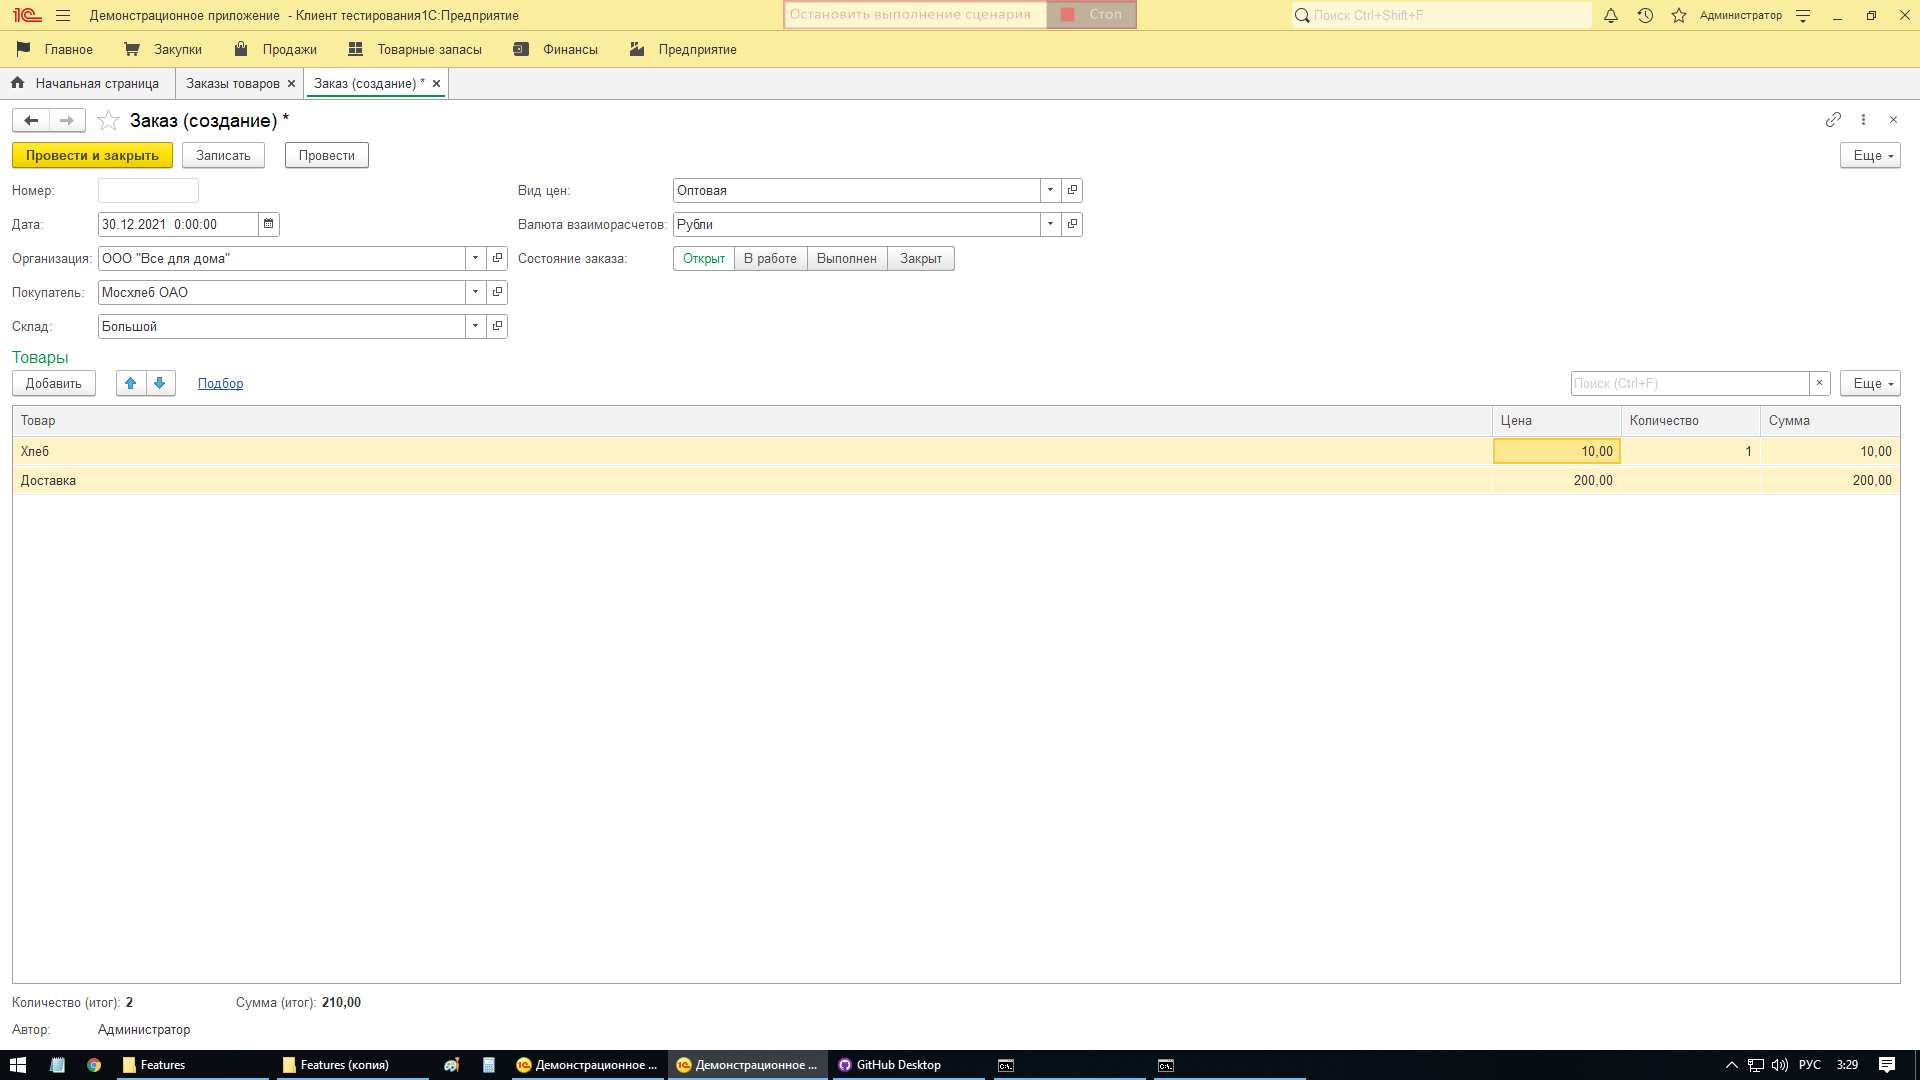 1С Демонстрационное приложение - Клиент тестирования1С:Предприятие Остановить выполнение сценария Стоп Поиск Ctrl+Shift+F Администратор
Главное Закупки Продажи Товарные запасы Финансы Предприятие
Начальная страница Заказы товаров Заказ (создание) *
Заказ (создание) *
Провести и закрыть Записать Провести Еще
Номер: Вид цен: Оптовая
Дата: 30.12.2021 0:00:00 Валюта взаиморасчетов: Рубли
Организация: ООО "Все для дома" Состояние заказа: Открыт В работе Выполнен Закрыт
Покупатель: Мосхлеб ОАО
Склад: Большой
Товары
Добавить Подбор Поиск (Ctrl+F) Еще
Товар Цена Количество Сумма
Хлеб 10,00 1 10,00
Доставка 200,00 200,00
Количество (итог): 2 Сумма (итог): 210,00
Автор: Администратор
Features Features (копия) Демонстрационное ... Демонстрационное ... GitHub Desktop РУС 3:29